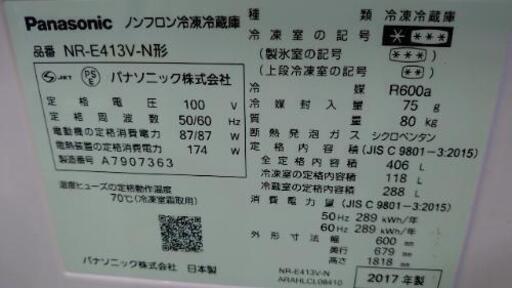 Panasonic ノンフロン冷凍冷蔵庫
品番 NR-E413V-N形
JET
PSE
パナソニック株式会社
定格電圧 100 V
定格周波数 50/60 Hz
電動機の定格消費電力 87/87 W
電熱装置の定格消費電力 174 W
製造番号 A7907363
温度ヒューズの定格動作温度
70℃(冷凍室霜取用)
パナソニック株式会社 日本製
種類 冷凍冷蔵庫
冷凍室の記号 ****
(製氷室の記号 ***)
(上段冷凍室の記号 R**)
冷媒 R600a
冷媒封入量 75 g
質量 80 kg
断熱発泡ガス シクロペンタン
定格内容積 (JIS C 9801-3:2015)
全定格内容積 406 L
冷凍室の定格内容積 118 L
冷蔵室の定格内容積 288 L
消費電力量(JIS C 9801-3:2015)
50 Hz 289 kWh/年
60 Hz 289 kWh/年
外形寸法 幅 600 mm
奥行 679 mm
高さ 1818 mm
NR-E413V-N
ARAHLCL08410
2017年製